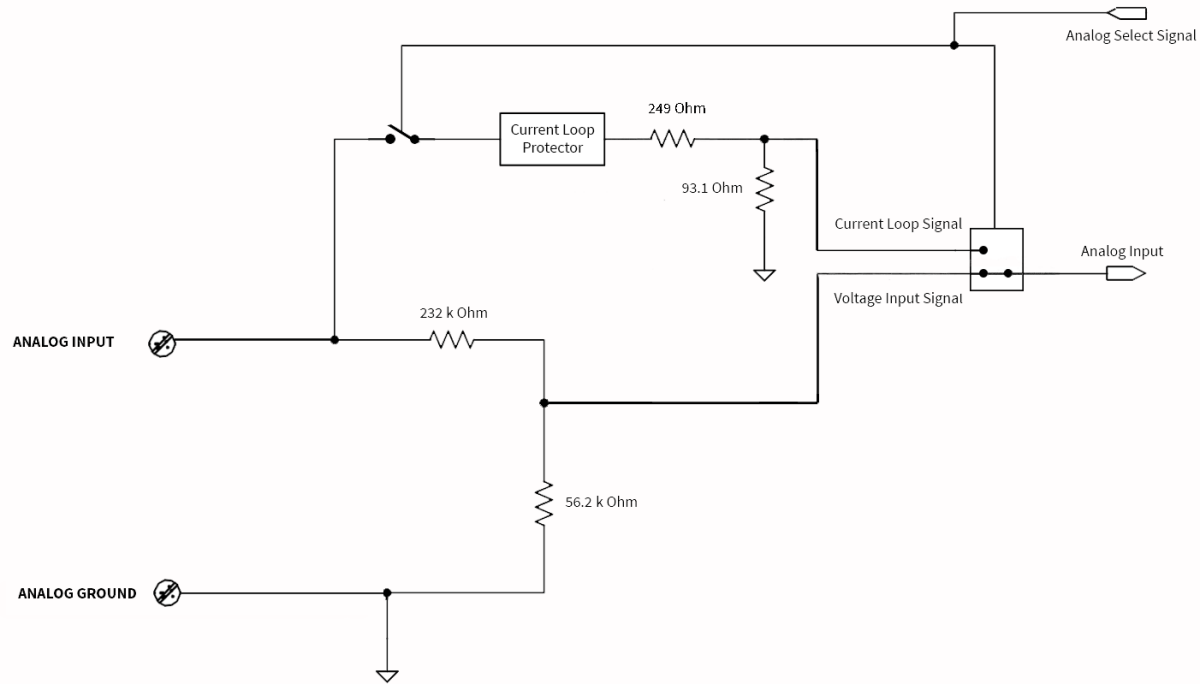 Analog Select Signal
249 Ohm
Current Loop
Protector
93.1 Ohm
Current Loop Signal
Analog Input
Voltage Input Signal
232 k Ohm
ANALOG INPUT
56.2 k Ohm
ANALOG GROUND